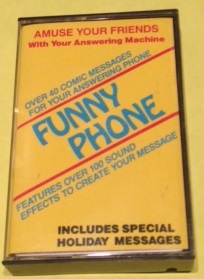 AMUSE YOUR FRIENDS
With Your Answering Machine
OVER 40 COMIC MESSAGES
FOR YOUR ANSWERING PHONE
FUNNY
PHONE
FEATURES OVER 100 SOUND
EFFECTS TO CREATE YOUR MESSAGE
INCLUDES SPECIAL
HOLIDAY MESSAGES